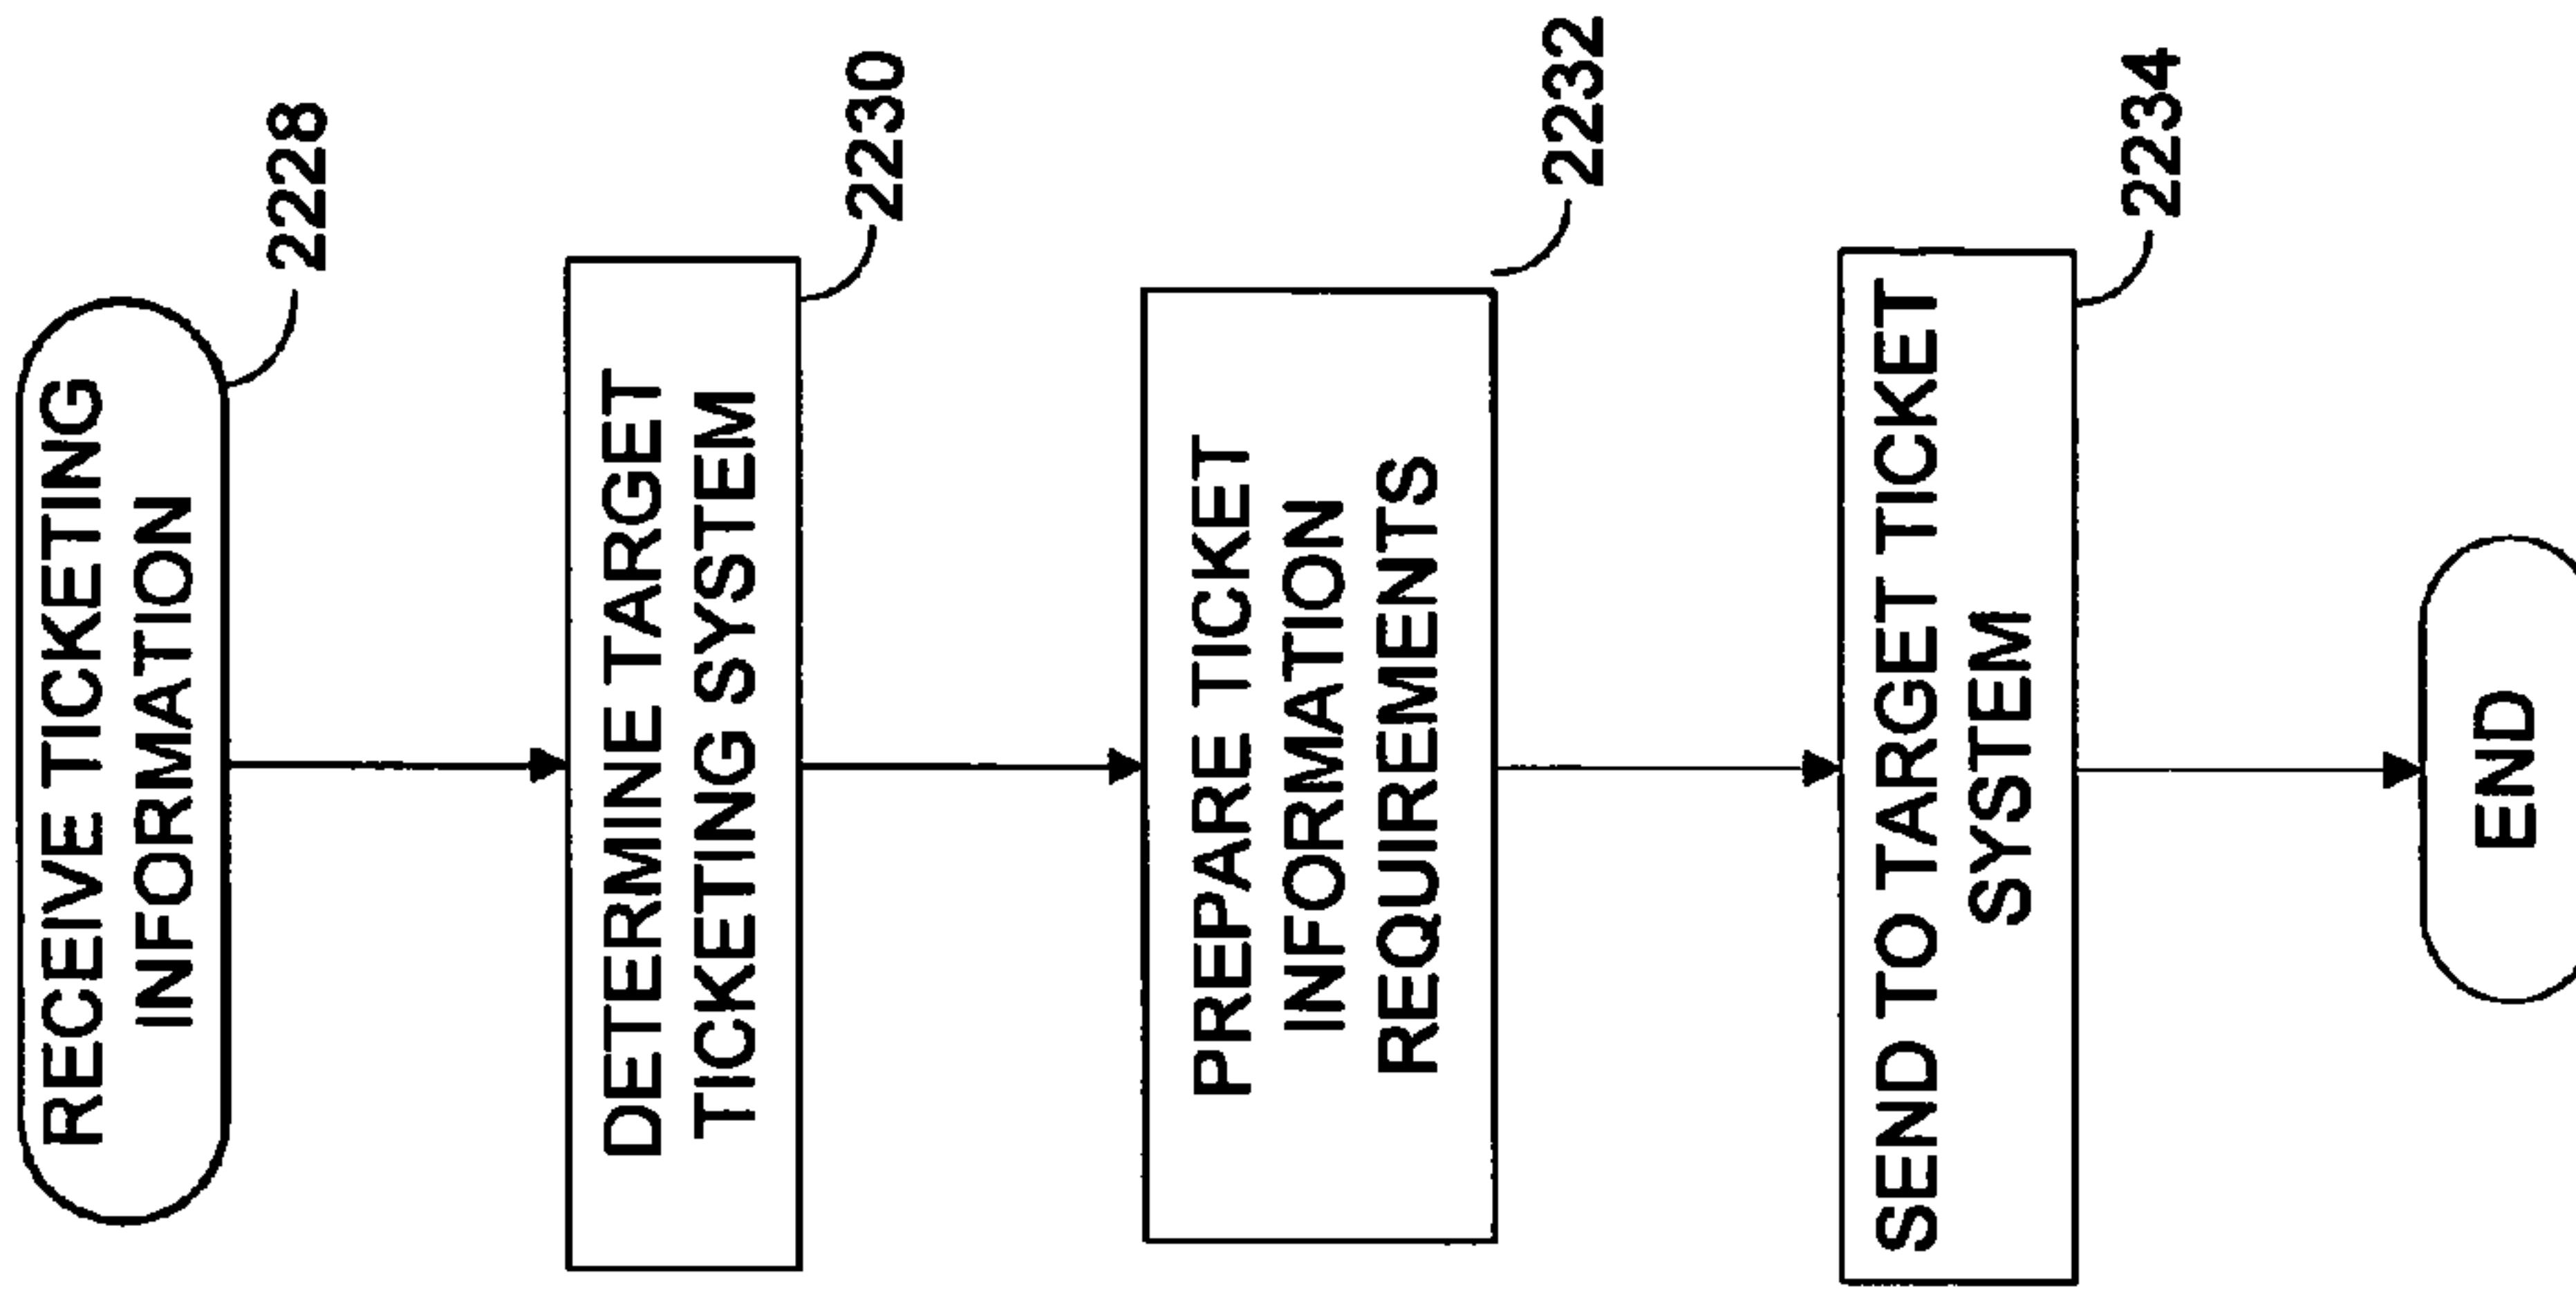 RECEIVE TICKETING
INFORMATION
2228
DETERMINE TARGET
TICKETING SYSTEM
2230
PREPARE TICKET
INFORMATION
REQUIREMENTS
2232
SEND TO TARGET TICKET
SYSTEM
2234
END